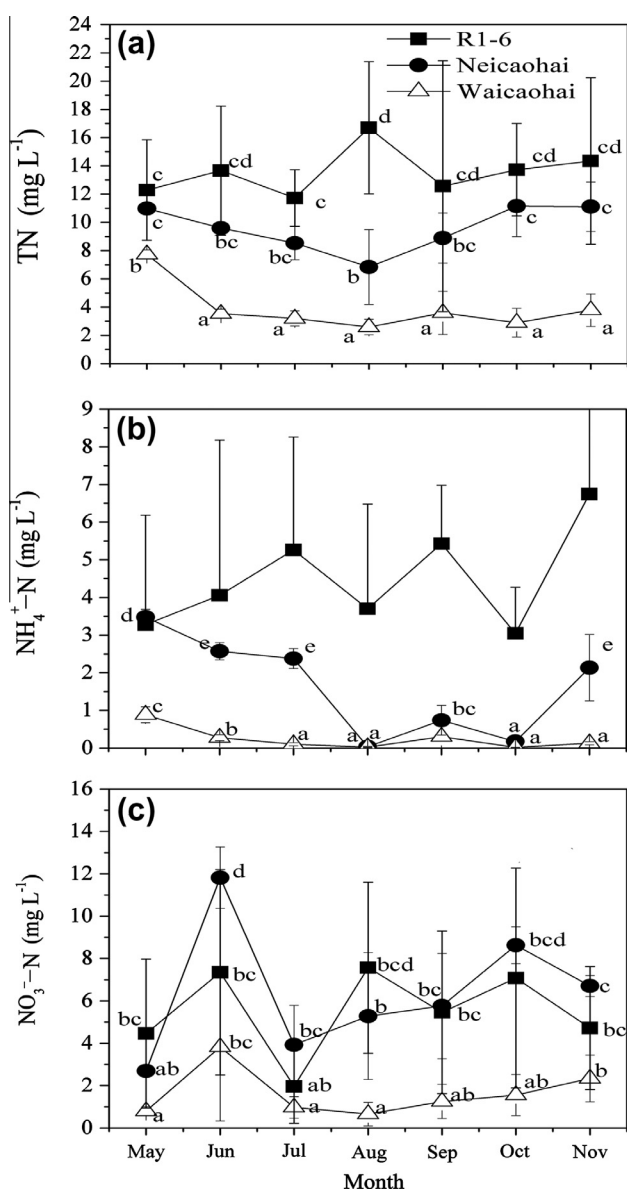 (a)
R1-6
Neicaohai
Waicaohai
TN (mg L⁻¹)
24
22
20
18
16
14
12
10
8
6
4
2
0
c cd c d cd cd c
c bc bc b bc c c
b a a a a a a
(b)
NH₄⁺–N (mg L⁻¹)
9
8
7
6
5
4
3
2
1
0
d e e a bc a e
c b a a a a
(c)
NO₃⁻–N (mg L⁻¹)
16
14
12
10
8
6
4
2
0
bc d bc bcd bc bcd c
ab bc ab b bc bc
a bc a a ab ab b
May Jun Jul Aug Sep Oct Nov
Month